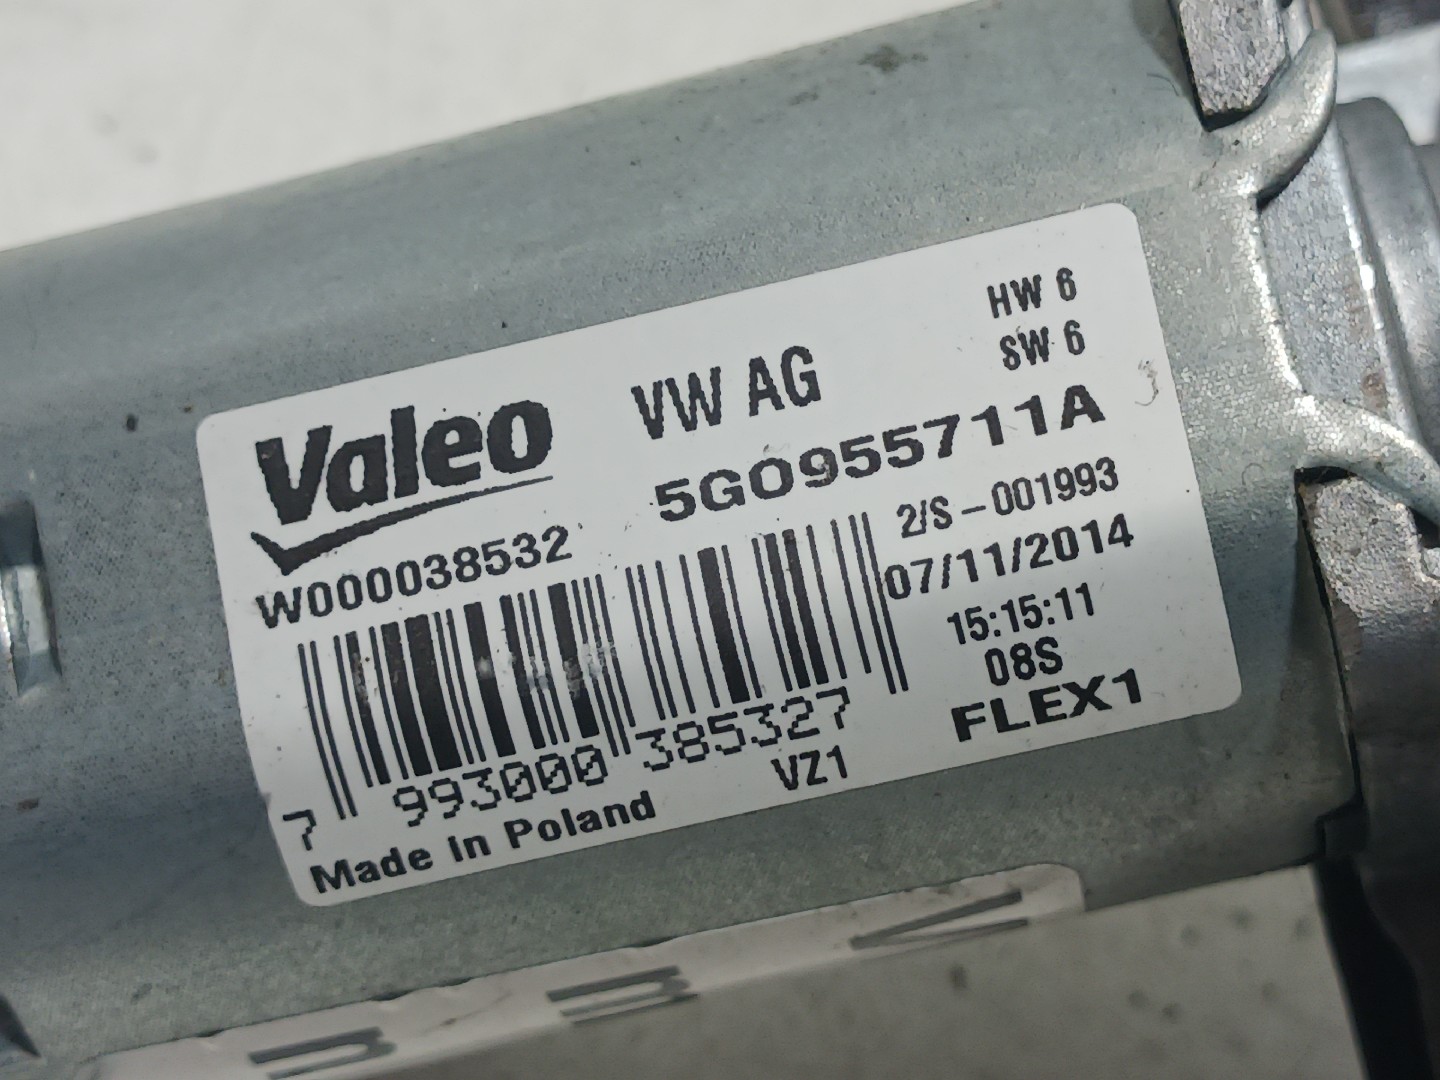 HW 6
SW 6
Valeo VW AG
5G0955711A
W000038532
2/S-001993
07/11/2014
15:15:11
08S
FLEX1
7 993000 385327
VZ1
Made In Poland